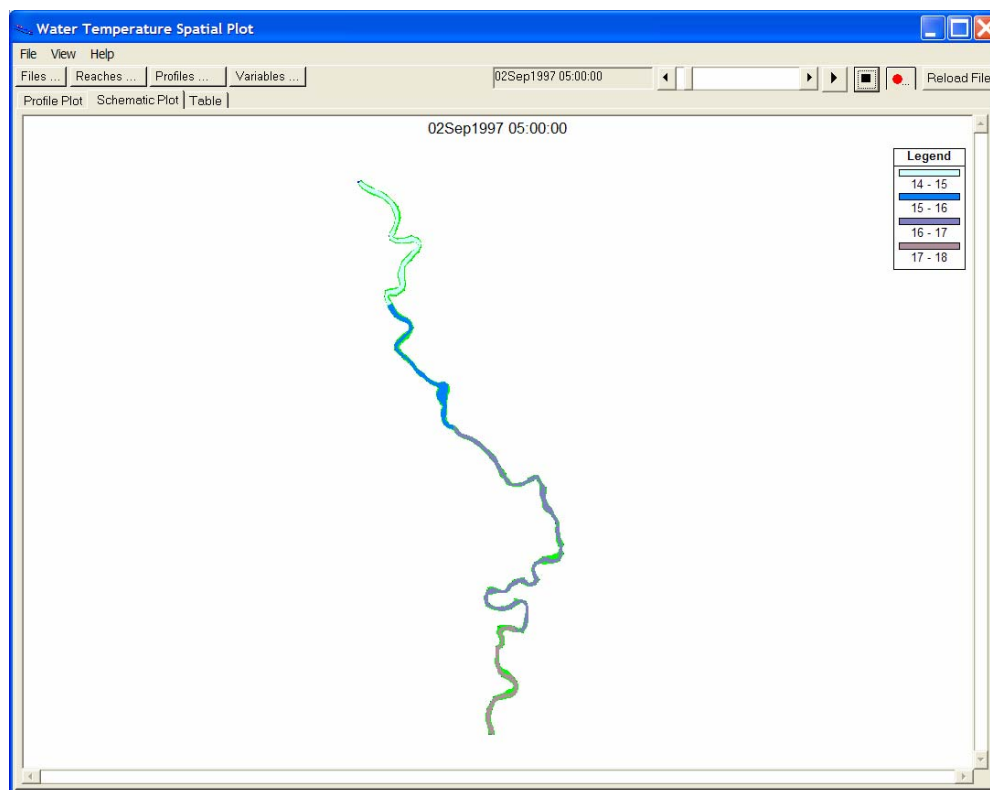 Water Temperature Spatial Plot
File View Help
Files ... Reaches ... Profiles ... Variables ... 02Sep1997 05:00:00 Reload File
Profile Plot Schematic Plot Table
02Sep1997 05:00:00
Legend
14 - 15
15 - 16
16 - 17
17 - 18